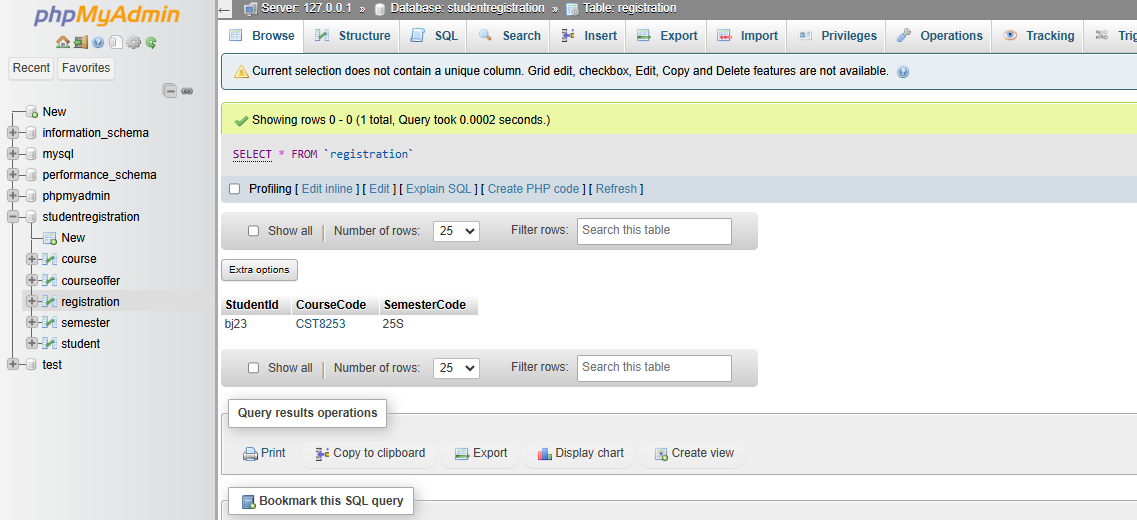 phpMyAdmin
Recent
Favorites
New
information_schema
mysql
performance_schema
phpmyadmin
studentregistration
New
course
courseoffer
registration
semester
student
test
Server: 127.0.0.1 » Database: studentregistration » Table: registration
Browse Structure SQL Search Insert Export Import Privileges Operations Tracking
Current selection does not contain a unique column. Grid edit, checkbox, Edit, Copy and Delete features are not available.
Showing rows 0 - 0 (1 total, Query took 0.0002 seconds.)
SELECT * FROM `registration`
Profiling [ Edit inline ] [ Edit ] [ Explain SQL ] [ Create PHP code ] [ Refresh ]
Show all | Number of rows: 25 Filter rows: Search this table
Extra options
StudentId CourseCode SemesterCode
bj23 CST8253 25S
Show all | Number of rows: 25 Filter rows: Search this table
Query results operations
Print Copy to clipboard Export Display chart Create view
Bookmark this SQL query